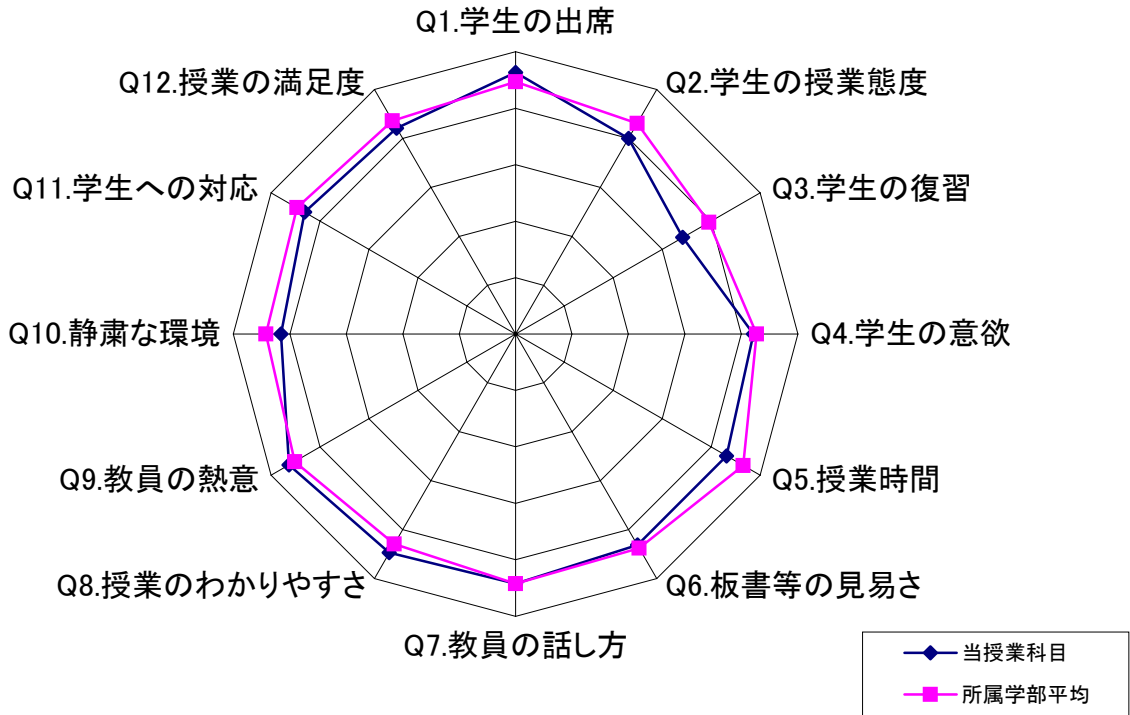 Q1.学生の出席
Q2.学生の授業態度
Q3.学生の復習
Q4.学生の意欲
Q5.授業時間
Q6.板書等の見易さ
Q7.教員の話し方
Q8.授業のわかりやすさ
Q9.教員の熱意
Q10.静粛な環境
Q11.学生への対応
Q12.授業の満足度
当授業科目
所属学部平均